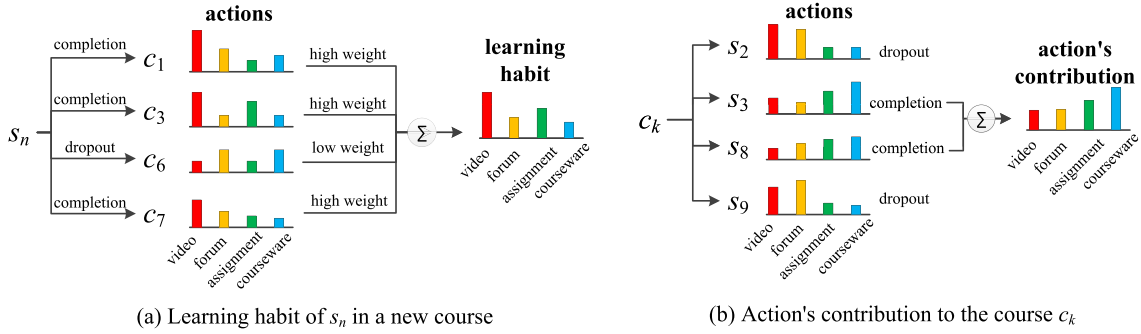 actions
completion
c1
high weight
completion
c3
high weight
sn
dropout
c6
low weight
completion
c7
high weight
video
forum
assignment
courseware
Σ
learning
habit
video
forum
assignment
courseware
(a) Learning habit of sn in a new course
actions
s2
dropout
s3
completion
ck
s8
completion
s9
dropout
video
forum
assignment
courseware
Σ
action's
contribution
video
forum
assignment
courseware
(b) Action's contribution to the course ck